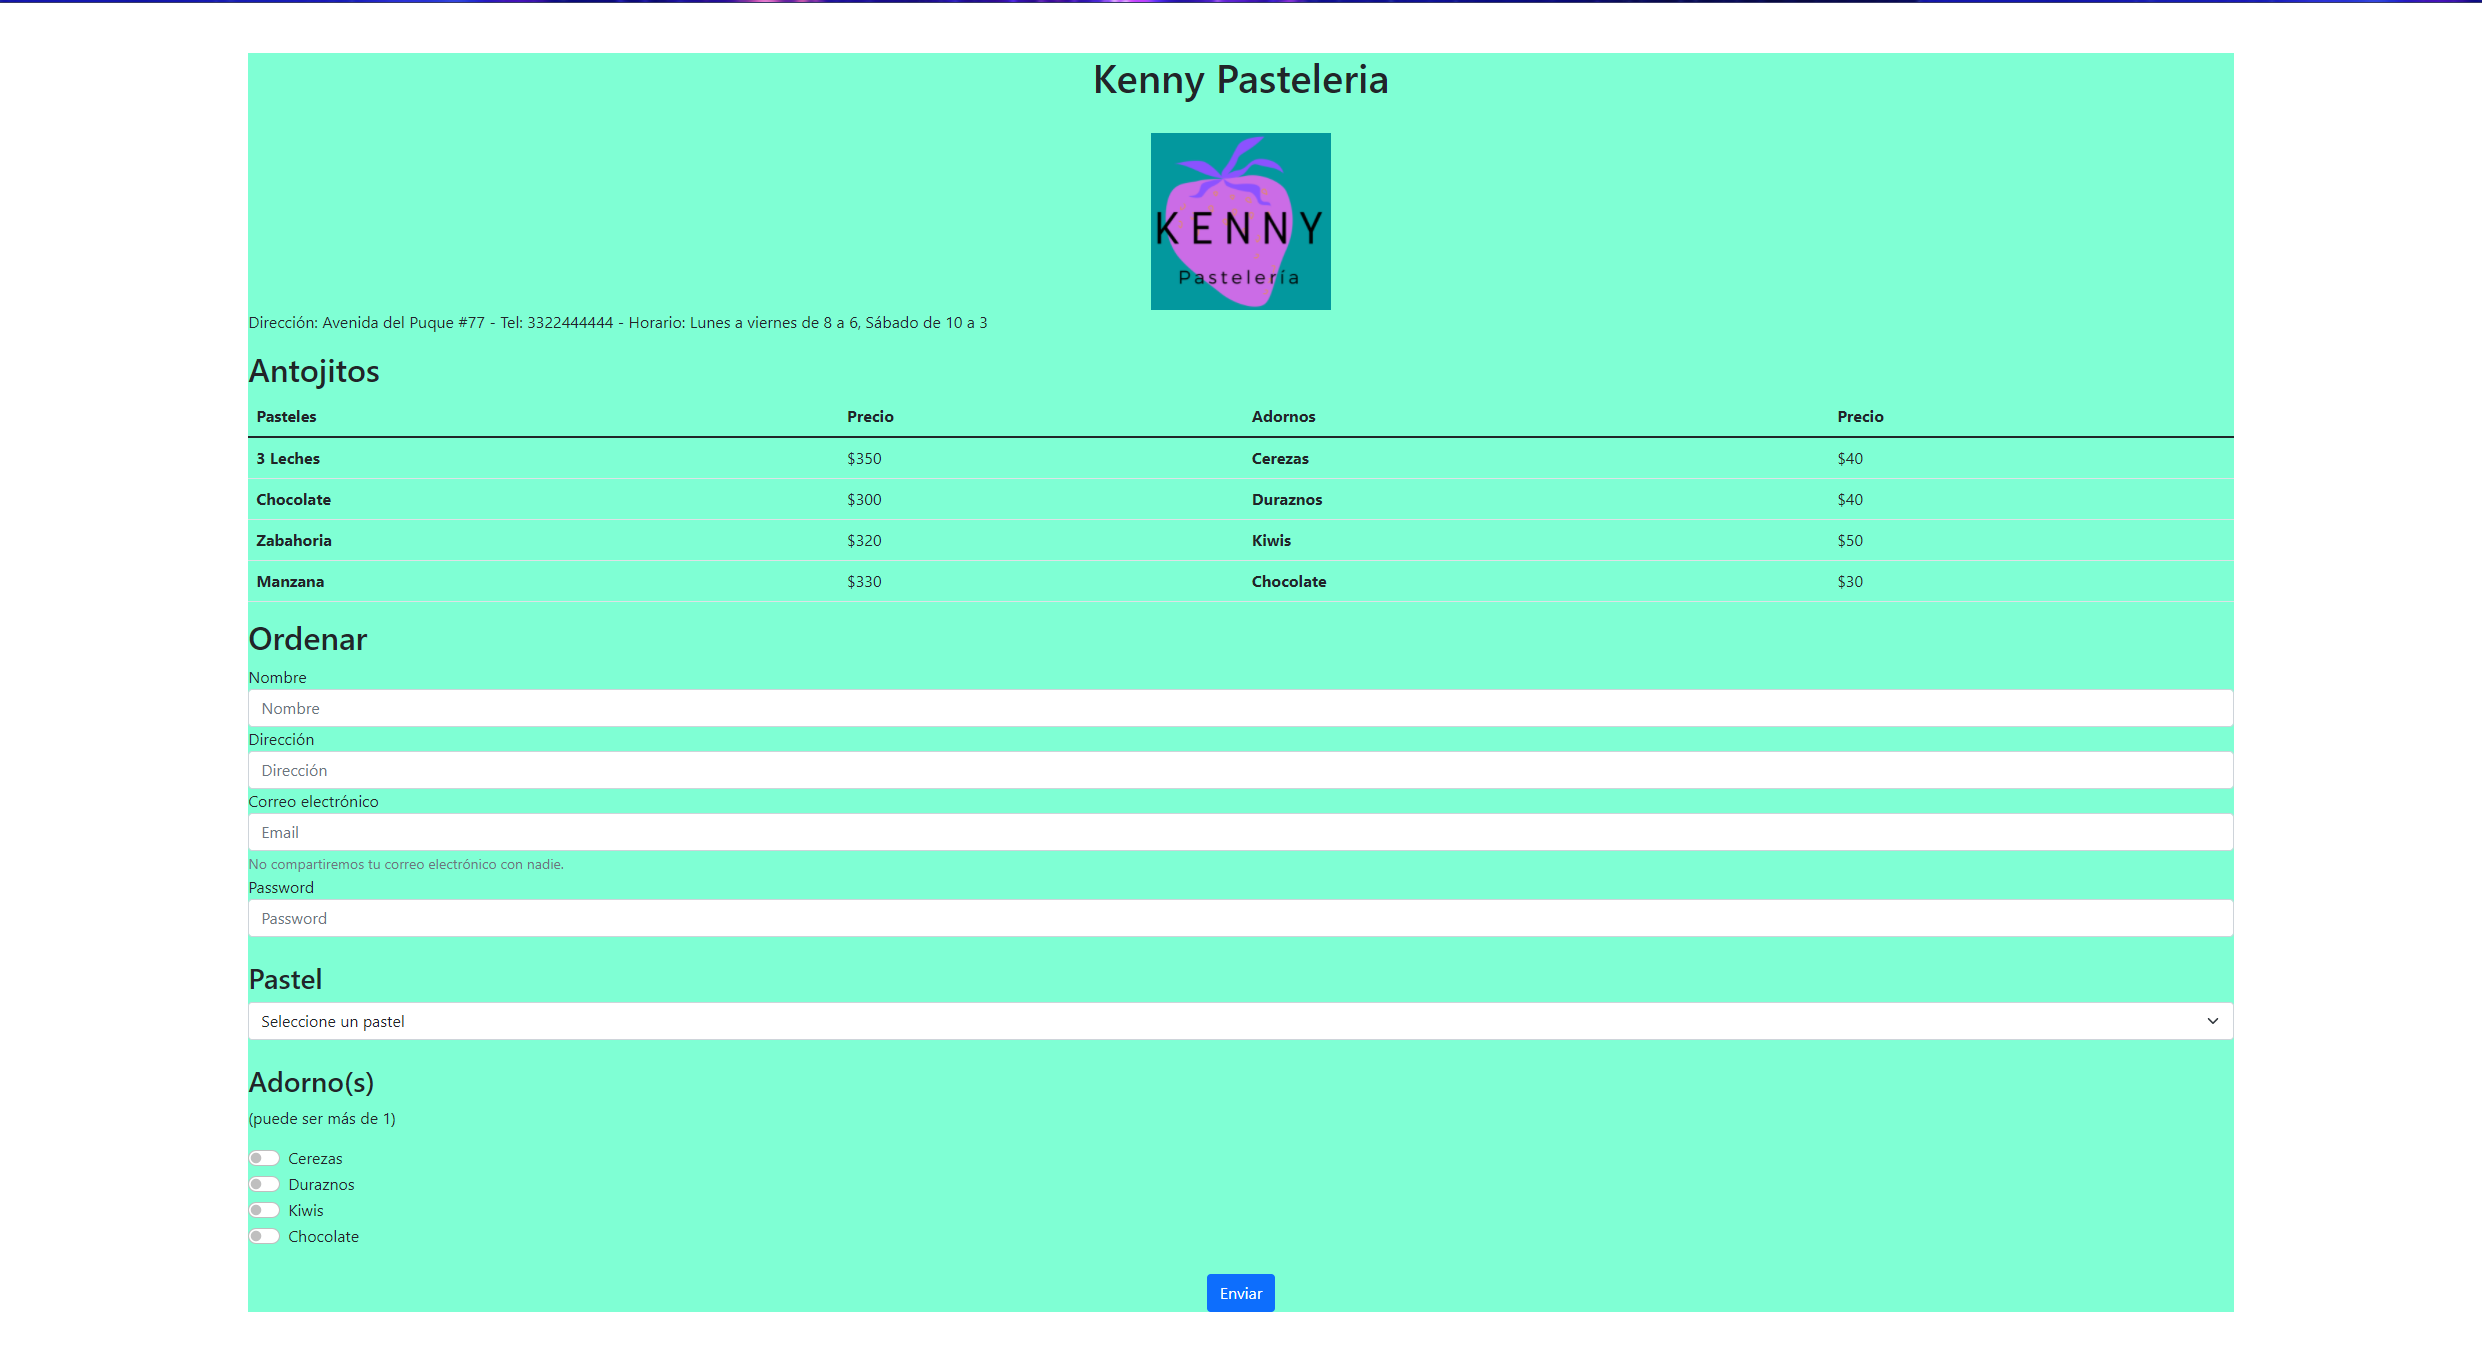 Kenny Pasteleria
KENNY
Pastelería
Dirección: Avenida del Puque #77 - Tel: 3322444444 - Horario: Lunes a viernes de 8 a 6, Sábado de 10 a 3
Antojitos
Pasteles Precio Adornos Precio
3 Leches $350 Cerezas $40
Chocolate $300 Duraznos $40
Zabahoria $320 Kiwis $50
Manzana $330 Chocolate $30
Ordenar
Nombre
Nombre
Dirección
Dirección
Correo electrónico
Email
No compartiremos tu correo electrónico con nadie.
Password
Password
Pastel
Seleccione un pastel
Adorno(s)
(puede ser más de 1)
Cerezas
Duraznos
Kiwis
Chocolate
Enviar